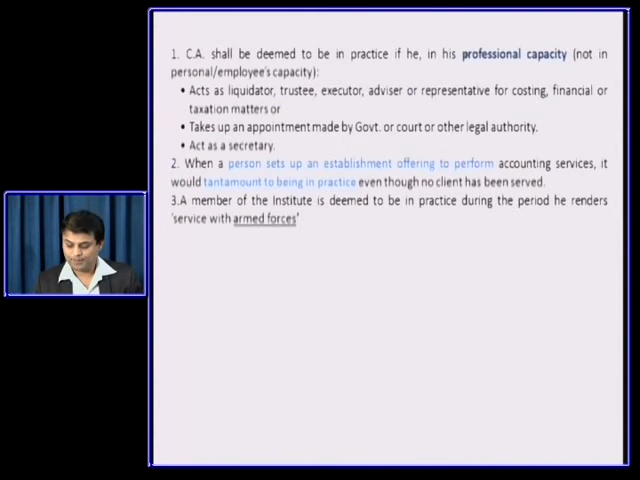 1. C.A. shall be deemed to be in practice if he, in his professional capacity (not in
personal/employee's capacity):
• Acts as liquidator, trustee, executor, adviser or representative for costing, financial or
taxation matters or
• Takes up an appointment made by Govt. or court or other legal authority.
• Act as a secretary.
2. When a person sets up an establishment offering to perform accounting services, it
would tantamount to being in practice even though no client has been served.
3.A member of the Institute is deemed to be in practice during the period he renders
'service with armed forces'